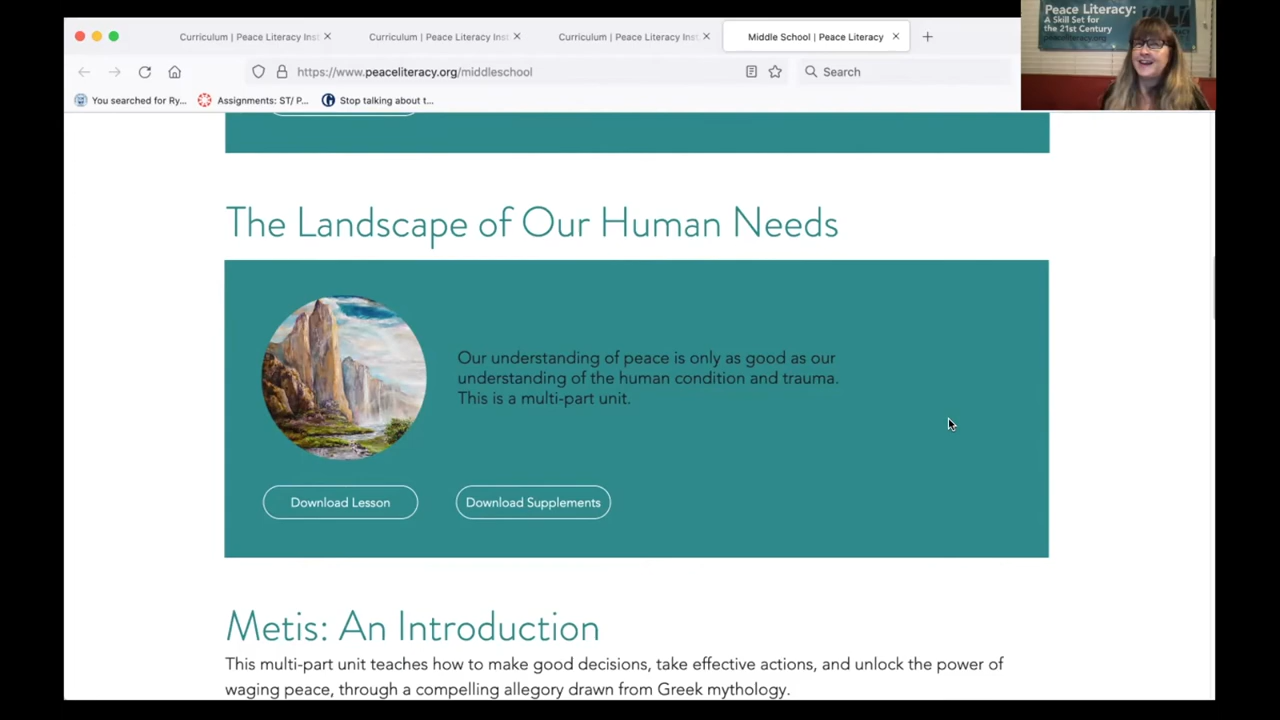 Curriculum | Peace Literacy Inst
Curriculum | Peace Literacy Inst
Curriculum | Peace Literacy Inst
Middle School | Peace Literacy
https://www.peaceliteracy.org/middleschool
Search
You searched for Ry...
Assignments: ST/ P...
Stop talking about t...
Peace Literacy:
A Skill Set for
the 21st Century
The Landscape of Our Human Needs
Our understanding of peace is only as good as our
understanding of the human condition and trauma.
This is a multi-part unit.
Download Lesson
Download Supplements
Metis: An Introduction
This multi-part unit teaches how to make good decisions, take effective actions, and unlock the power of
waging peace, through a compelling allegory drawn from Greek mythology.